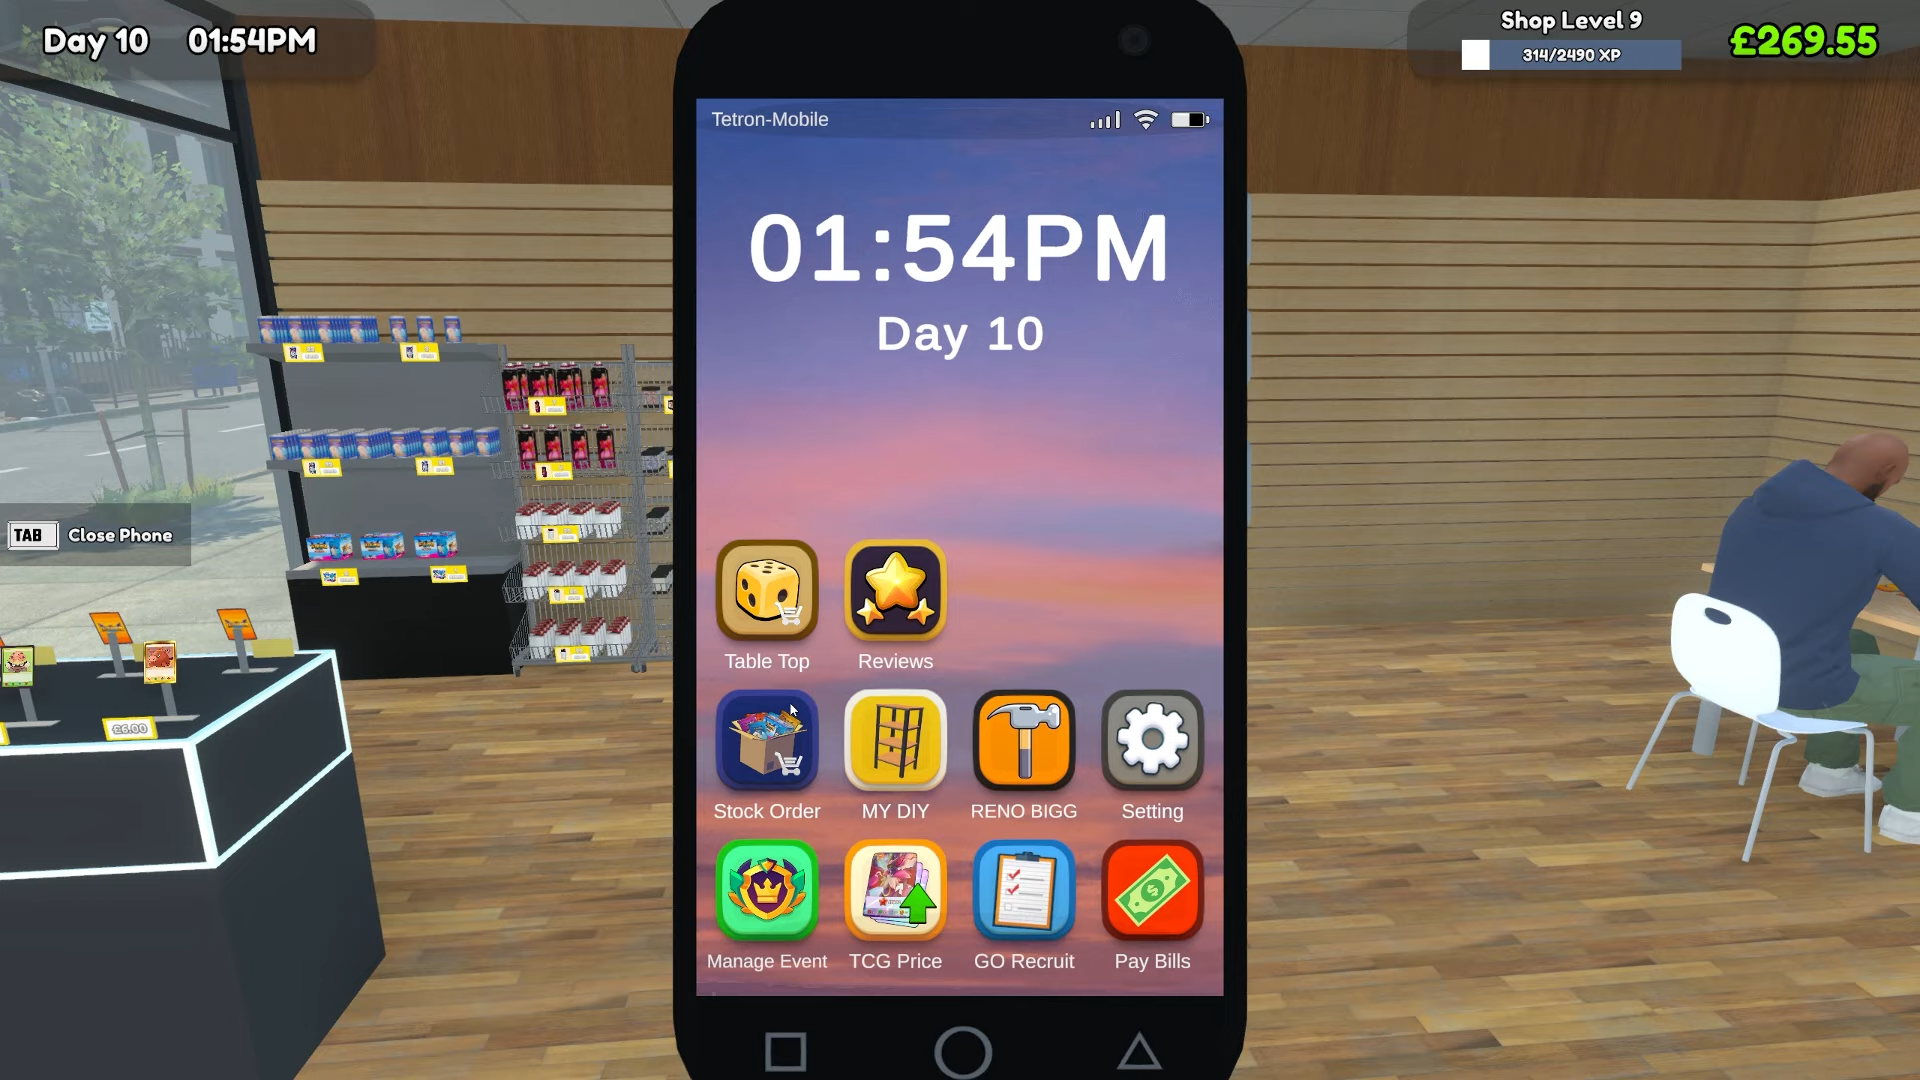 Day 10 01:54PM
Shop Level 9
314/2490 XP
£269.55
Tetron-Mobile
01:54PM
Day 10
TAB Close Phone
Table Top
Reviews
Stock Order
MY DIY
RENO BIGG
Setting
£6.00
Manage Event
TCG Price
GO Recruit
Pay Bills